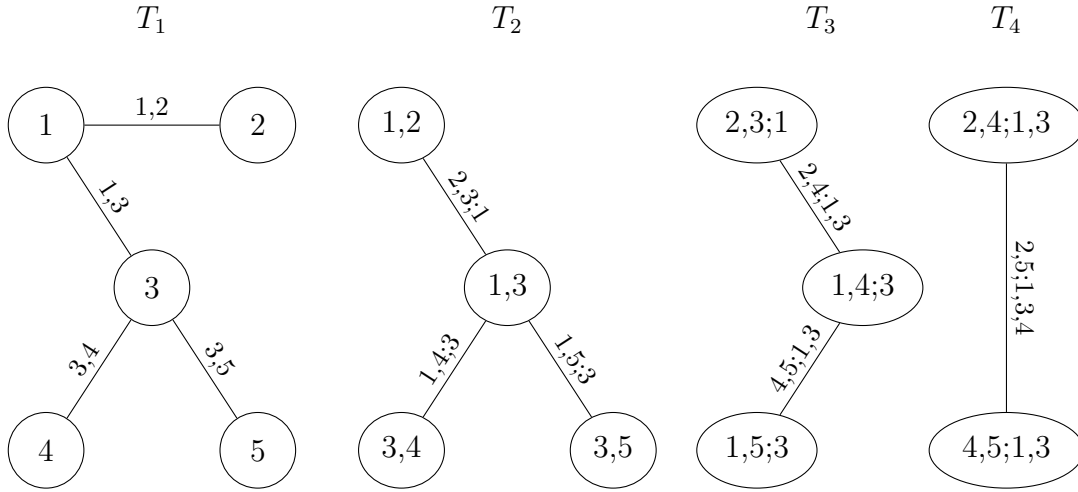 T₁ T₂ T₃ T₄
1 1,2 2 1,2 2,3;1 2,4;1,3
1,3 2,3;1 2,4;1,3
3 1,3 1,4;3 2,5;1,3,4
3,4 3,5 1,4;3 1,5;3 4,5;1,3
4 5 3,4 3,5 1,5;3 4,5;1,3